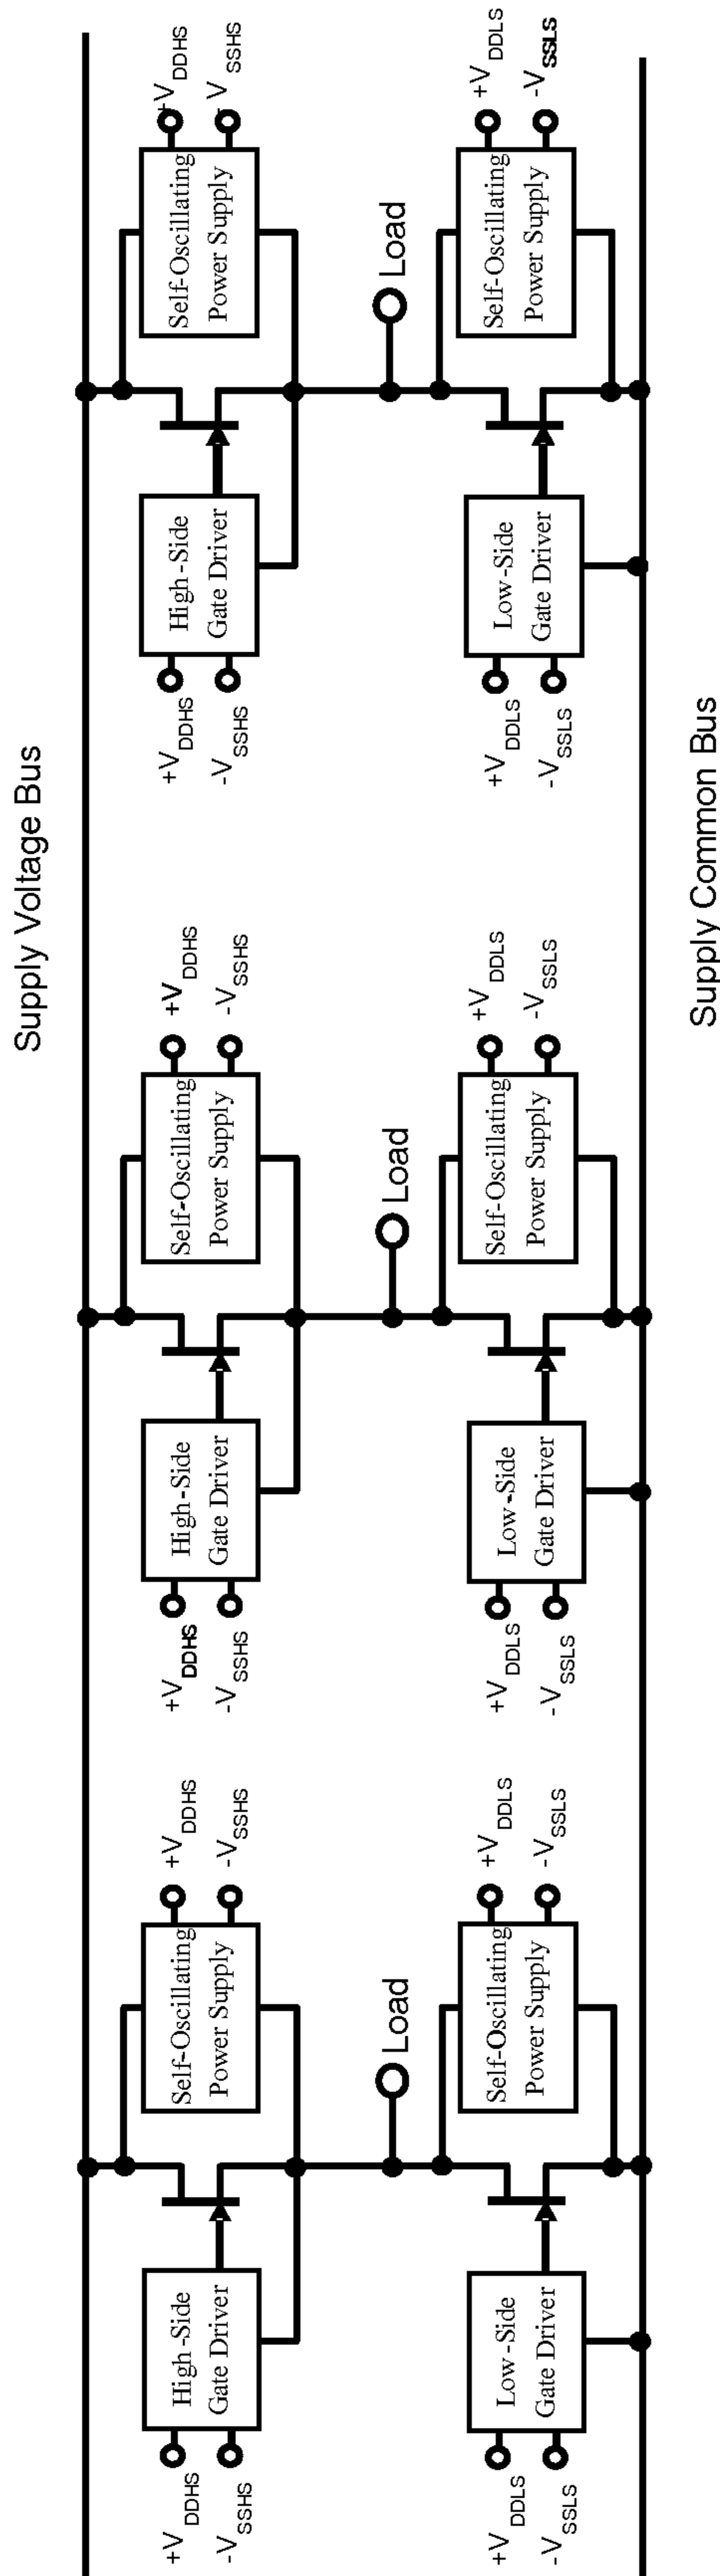 Supply Voltage Bus
+VDDHS
-VSSHS
High-Side
Gate Driver
Self-Oscillating
Power Supply
+VDDHS
-VSSHS
Load
+VDDLS
-VSSLS
Low-Side
Gate Driver
Self-Oscillating
Power Supply
+VDDLS
-VSSLS
+VDDHS
-VSSHS
High-Side
Gate Driver
Self-Oscillating
Power Supply
+VDDHS
-VSSHS
Load
+VDDLS
-VSSLS
Low-Side
Gate Driver
Self-Oscillating
Power Supply
+VDDLS
-VSSLS
+VDDHS
-VSSHS
High-Side
Gate Driver
Self-Oscillating
Power Supply
+VDDHS
-VSSHS
Load
+VDDLS
-VSSLS
Low-Side
Gate Driver
Self-Oscillating
Power Supply
+VDDLS
-VSSLS
Supply Common Bus